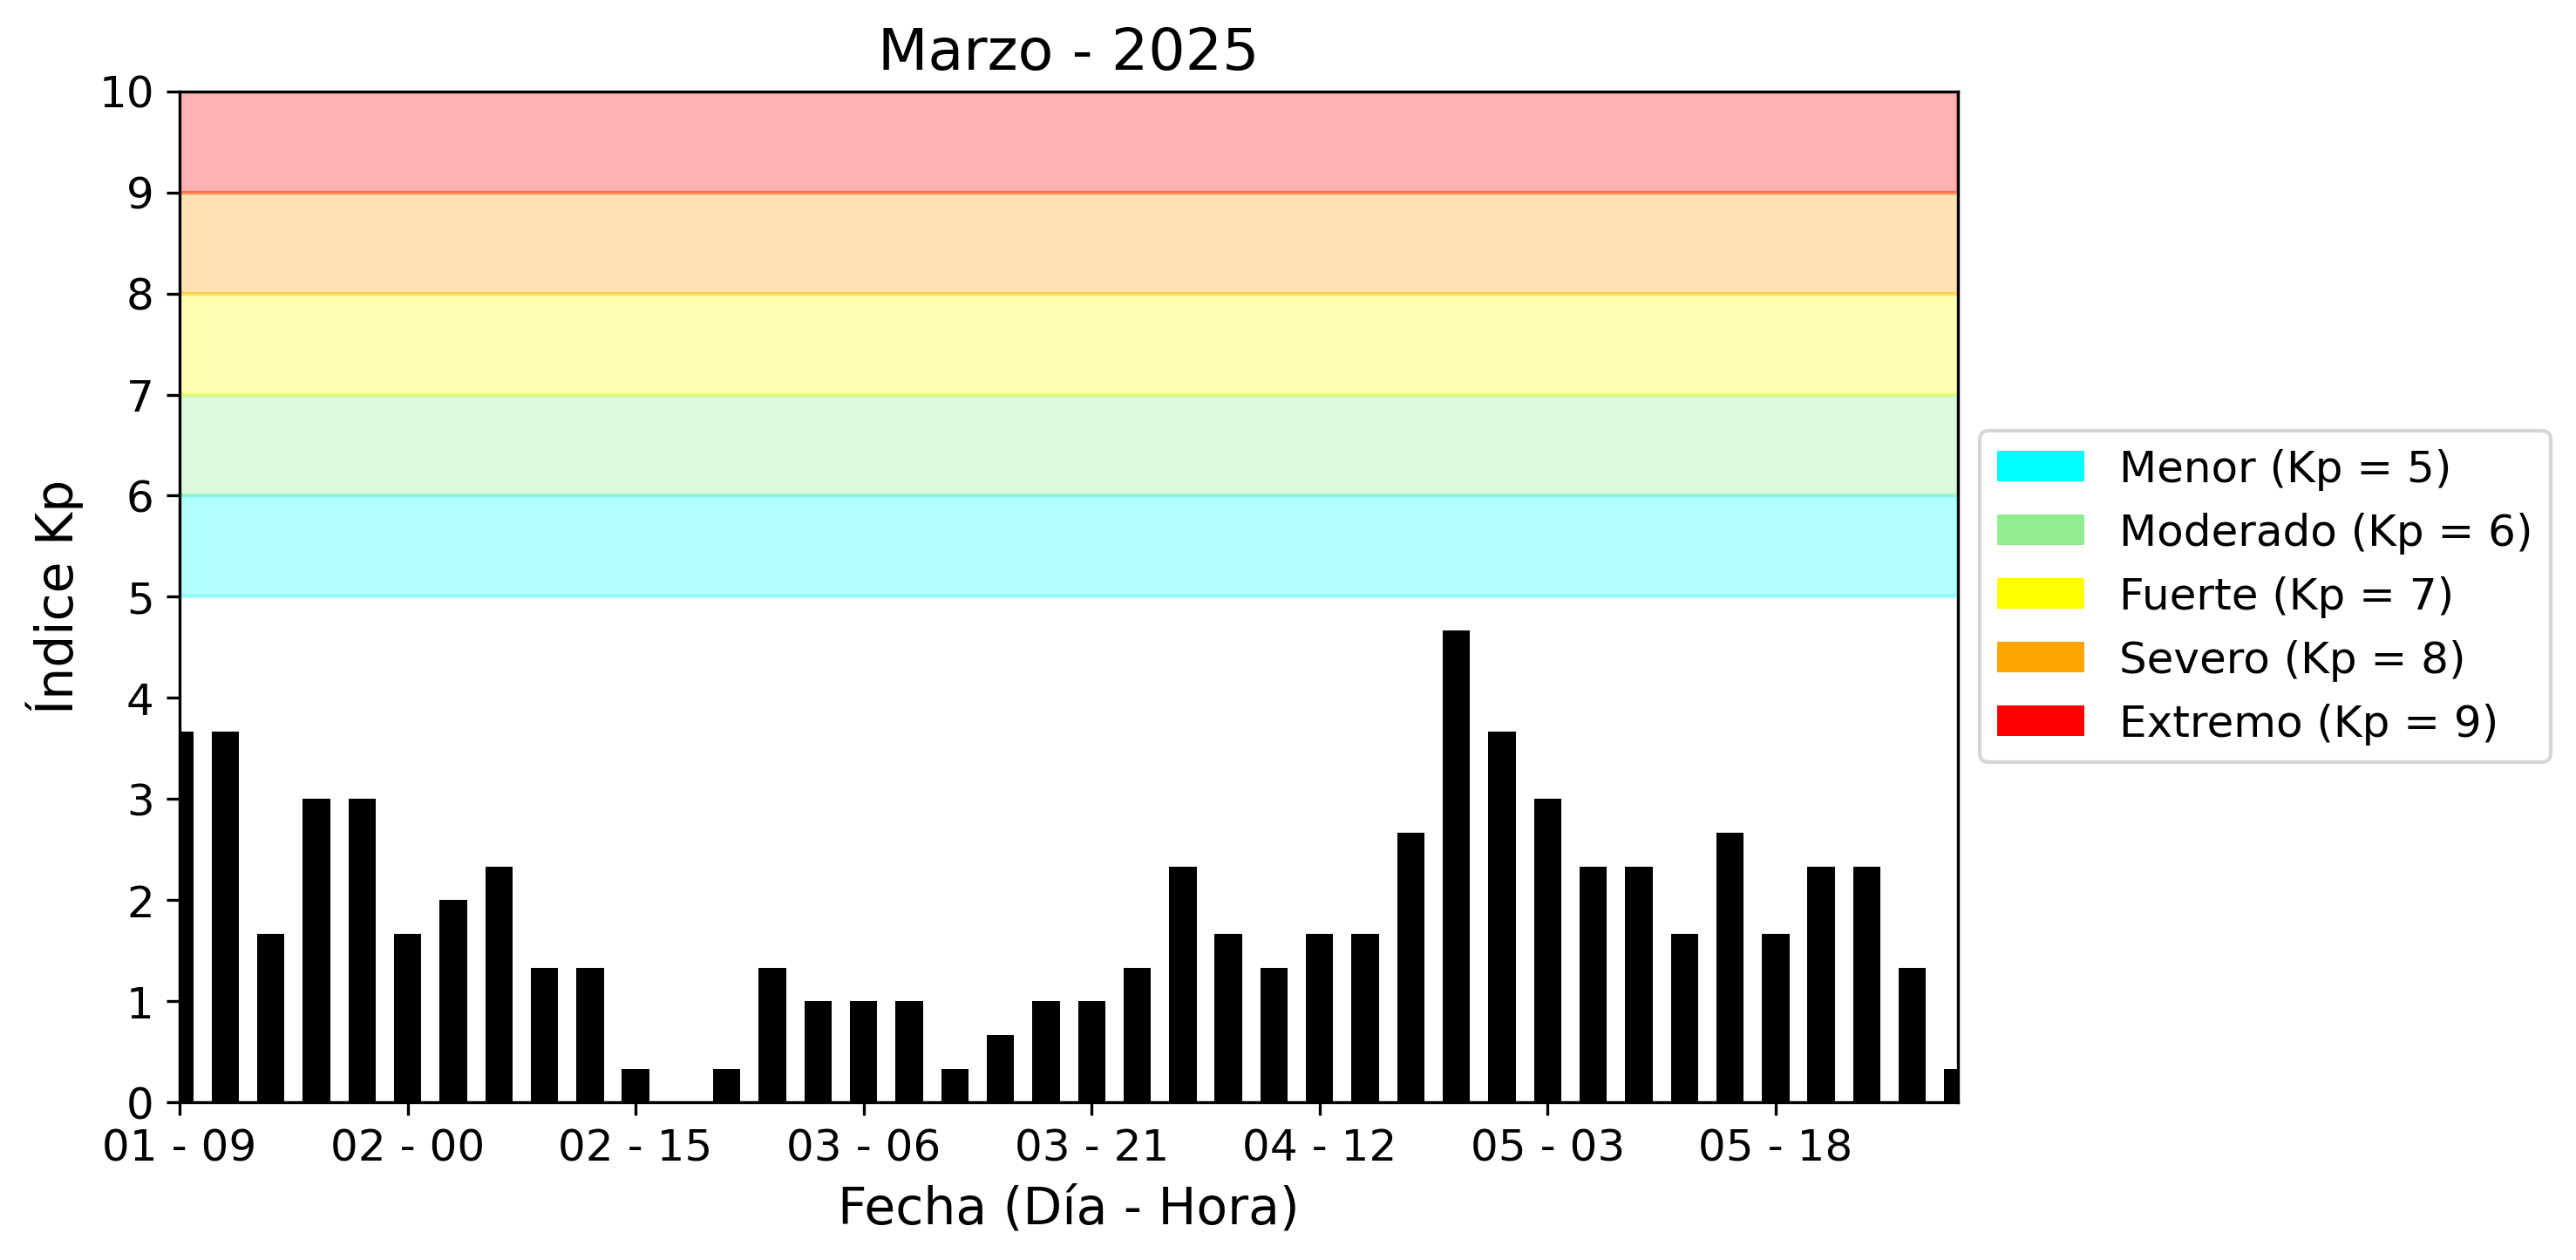 Marzo - 2025
10
9
8
7
6
5
4
3
2
1
0
Índice Kp
01 - 09
02 - 00
02 - 15
03 - 06
03 - 21
04 - 12
05 - 03
05 - 18
Fecha (Día - Hora)
Menor (Kp = 5)
Moderado (Kp = 6)
Fuerte (Kp = 7)
Severo (Kp = 8)
Extremo (Kp = 9)